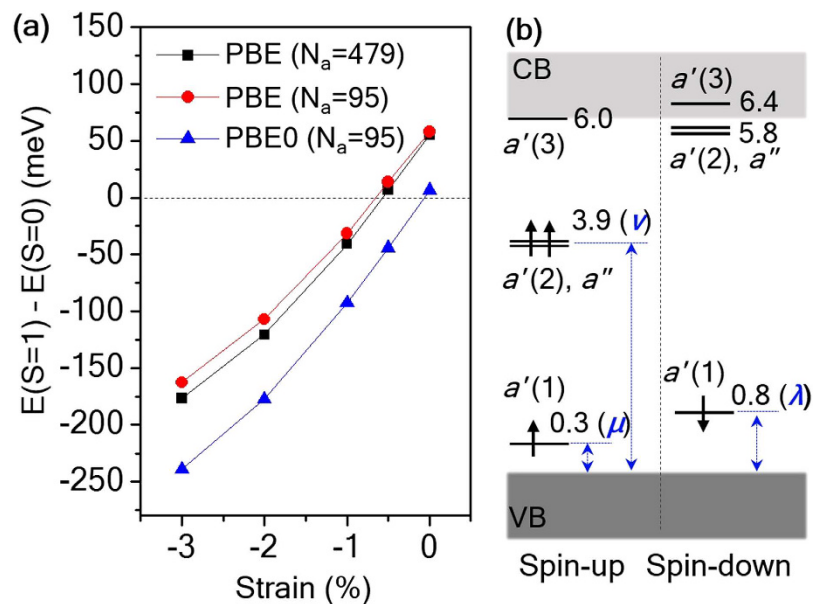 (a)
E(S=1) - E(S=0) (meV)
150
100
50
0
-50
-100
-150
-200
-250
PBE (Nₐ=479)
PBE (Nₐ=95)
PBE0 (Nₐ=95)
-3 -2 -1 0
Strain (%)
(b)
CB
a′(3)
6.4
6.0
a′(3)
5.8
a′(2), a″
3.9 (ν)
a′(2), a″
a′(1)
0.3 (μ)
a′(1)
0.8 (λ)
VB
Spin-up Spin-down